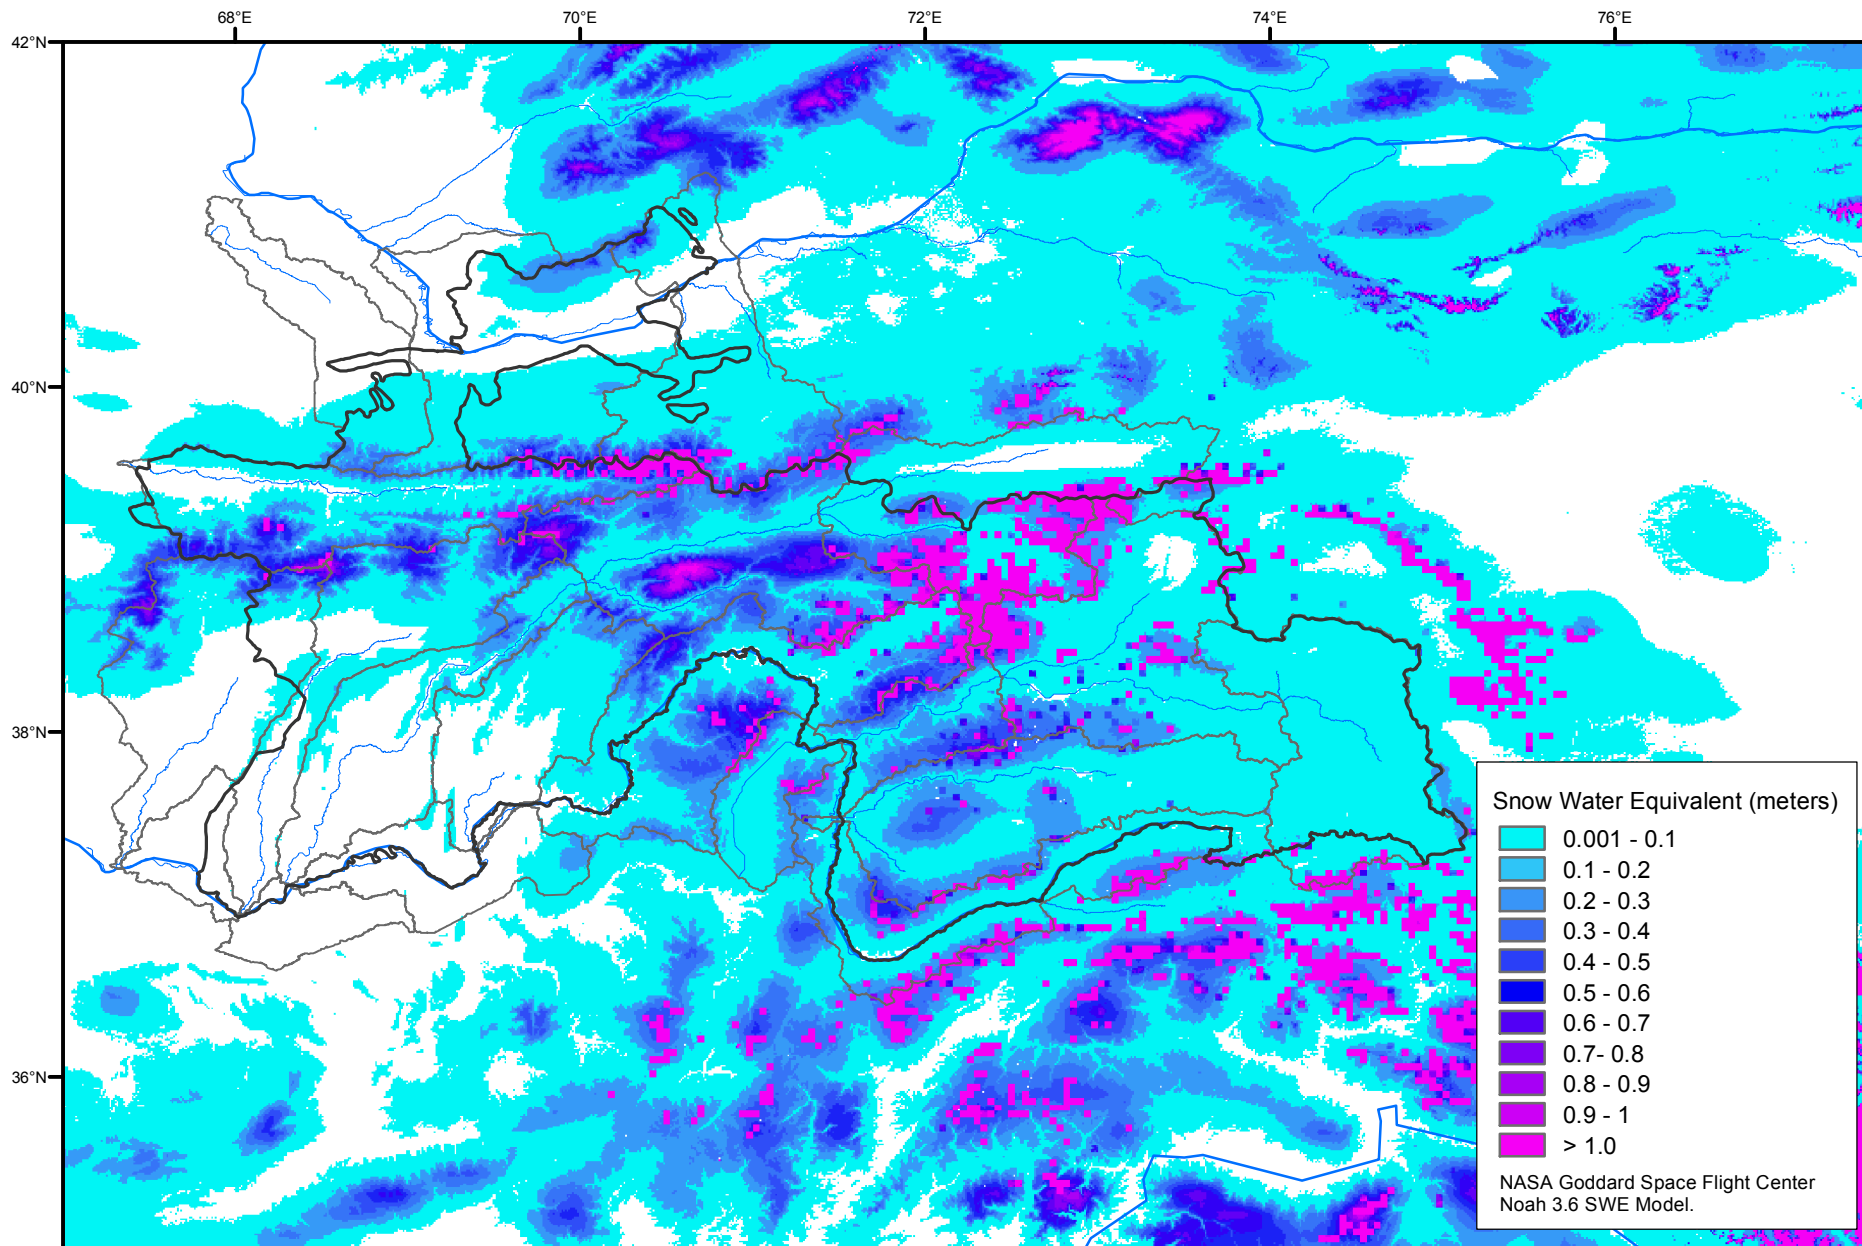 68°E
70°E
72°E
74°E
76°E
42°N
40°N
38°N
36°N
Snow Water Equivalent (meters)
0.001 - 0.1
0.1 - 0.2
0.2 - 0.3
0.3 - 0.4
0.4 - 0.5
0.5 - 0.6
0.6 - 0.7
0.7- 0.8
0.8 - 0.9
0.9 - 1
> 1.0
NASA Goddard Space Flight Center
Noah 3.6 SWE Model.